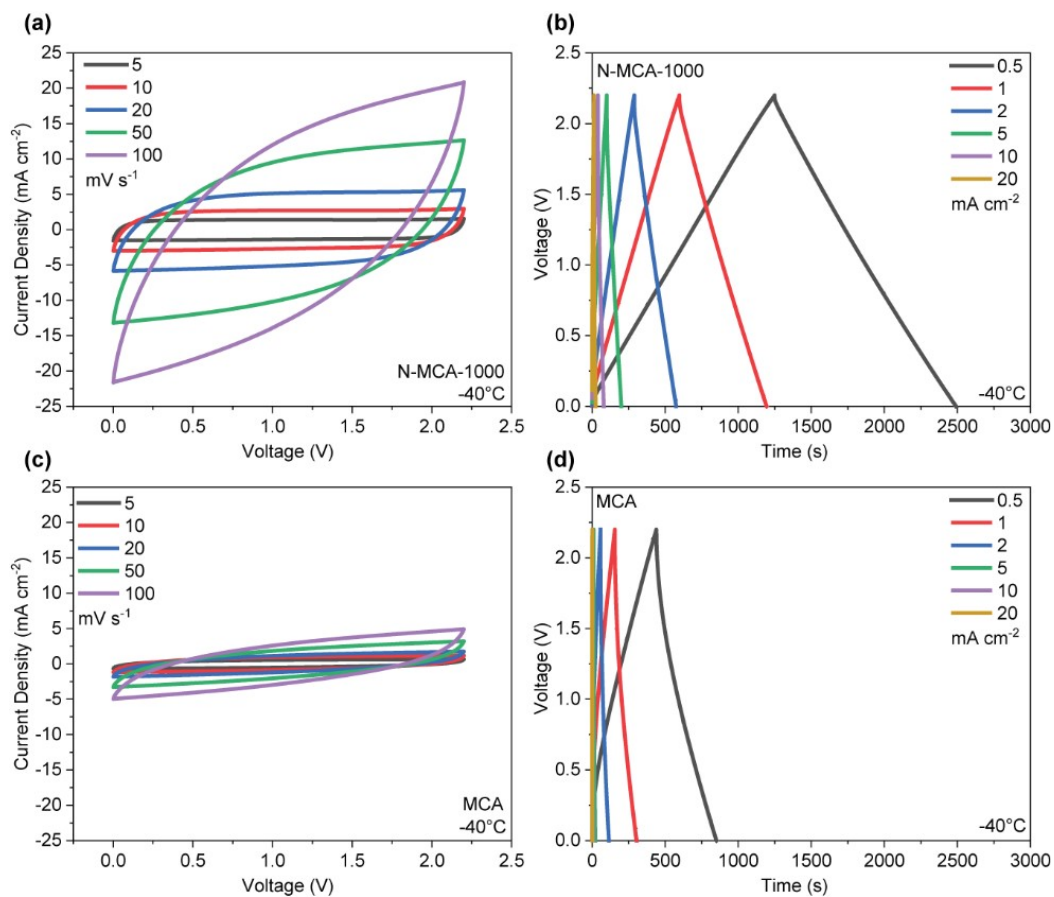 (a)
25
20
15
10
5
0
-5
-10
-15
-20
-25
Current Density (mA cm-2)
5
10
20
50
100
mV s-1
N-MCA-1000
-40°C
0.0 0.5 1.0 1.5 2.0 2.5
Voltage (V)
(b)
2.5
2.0
1.5
1.0
0.5
0.0
Voltage (V)
N-MCA-1000
0.5
1
2
5
10
20
mA cm-2
-40°C
0 500 1000 1500 2000 2500 3000
Time (s)
(c)
25
20
15
10
5
0
-5
-10
-15
-20
-25
Current Density (mA cm-2)
5
10
20
50
100
mV s-1
MCA
-40°C
0.0 0.5 1.0 1.5 2.0 2.5
Voltage (V)
(d)
2.5
2.0
1.5
1.0
0.5
0.0
Voltage (V)
MCA
0.5
1
2
5
10
20
mA cm-2
-40°C
0 500 1000 1500 2000 2500 3000
Time (s)